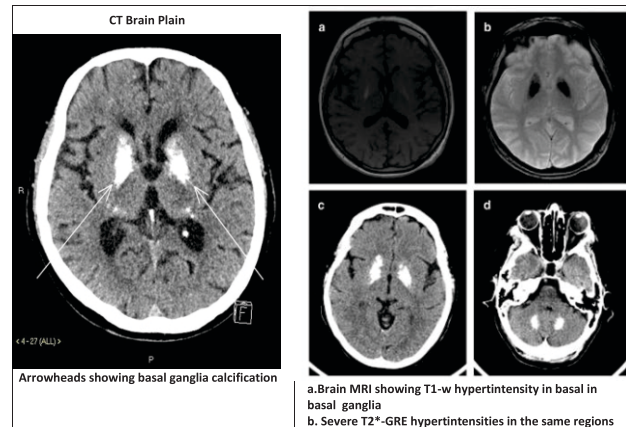 CT Brain Plain
R
F
< 4 - 27 (ALL) >
P
Arrowheads showing basal ganglia calcification
a
b
c
d
a.Brain MRI showing T1-w hypertintensity in basal in
basal ganglia
b. Severe T2*-GRE hypertintensities in the same regions